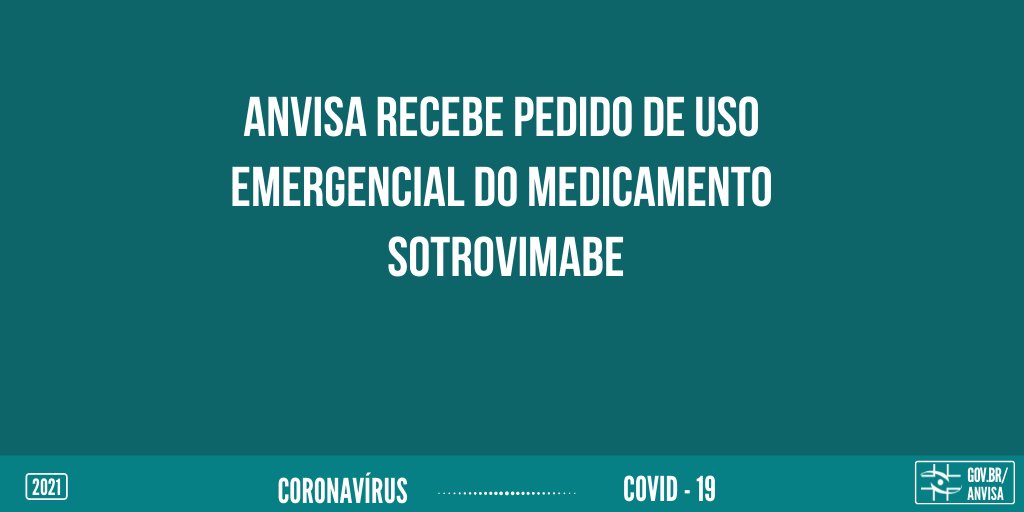 ANVISA RECEBE PEDIDO DE USO
EMERGENCIAL DO MEDICAMENTO
SOTROVIMABE
2021
CORONAVÍRUS
COVID - 19
GOV.BR/
ANVISA